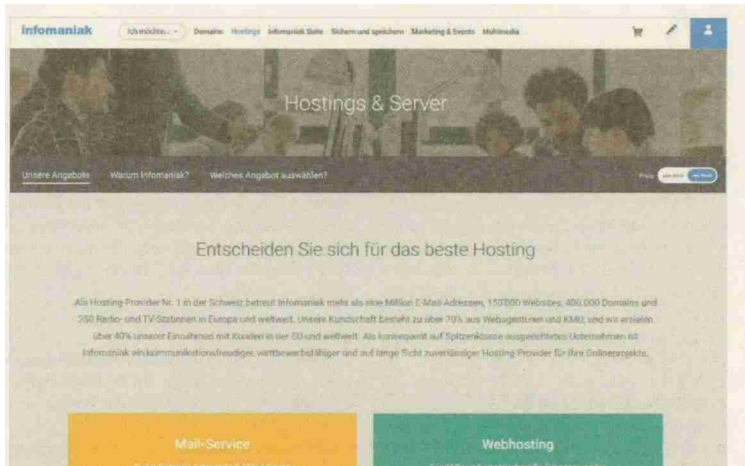 infomaniak
Ich möchte... Domains Hostings Infomaniak Suite Sichern und speichern Marketing & Events Multimedia
Hostings & Server
Unsere Angebote Warum Infomaniak? Welches Angebot auswählen?
Preis
Entscheiden Sie sich für das beste Hosting
Als Hosting-Provider Nr. 1 in der Schweiz betreut Infomaniak mehr als eine Million E-Mail-Adressen, 150'000 Websites, 400.000 Domains und
350 Radio- und TV-Stationen in Europa und weltweit. Unsere Kundschaft besteht zu über 70% aus Webagenturen und KMU, und wir erzielen
über 40% unserer Einnahmen mit Kunden in der EU und weltweit. Als konsequent auf Spitzenklasse ausgerichtetes Unternehmen ist
Infomaniak ein kommunikationsfreudiger, wettbewerbsfähiger und auf lange Sicht zuverlässiger Hosting-Provider für Ihre Onlineprojekte.
Mail-Service
Webhosting